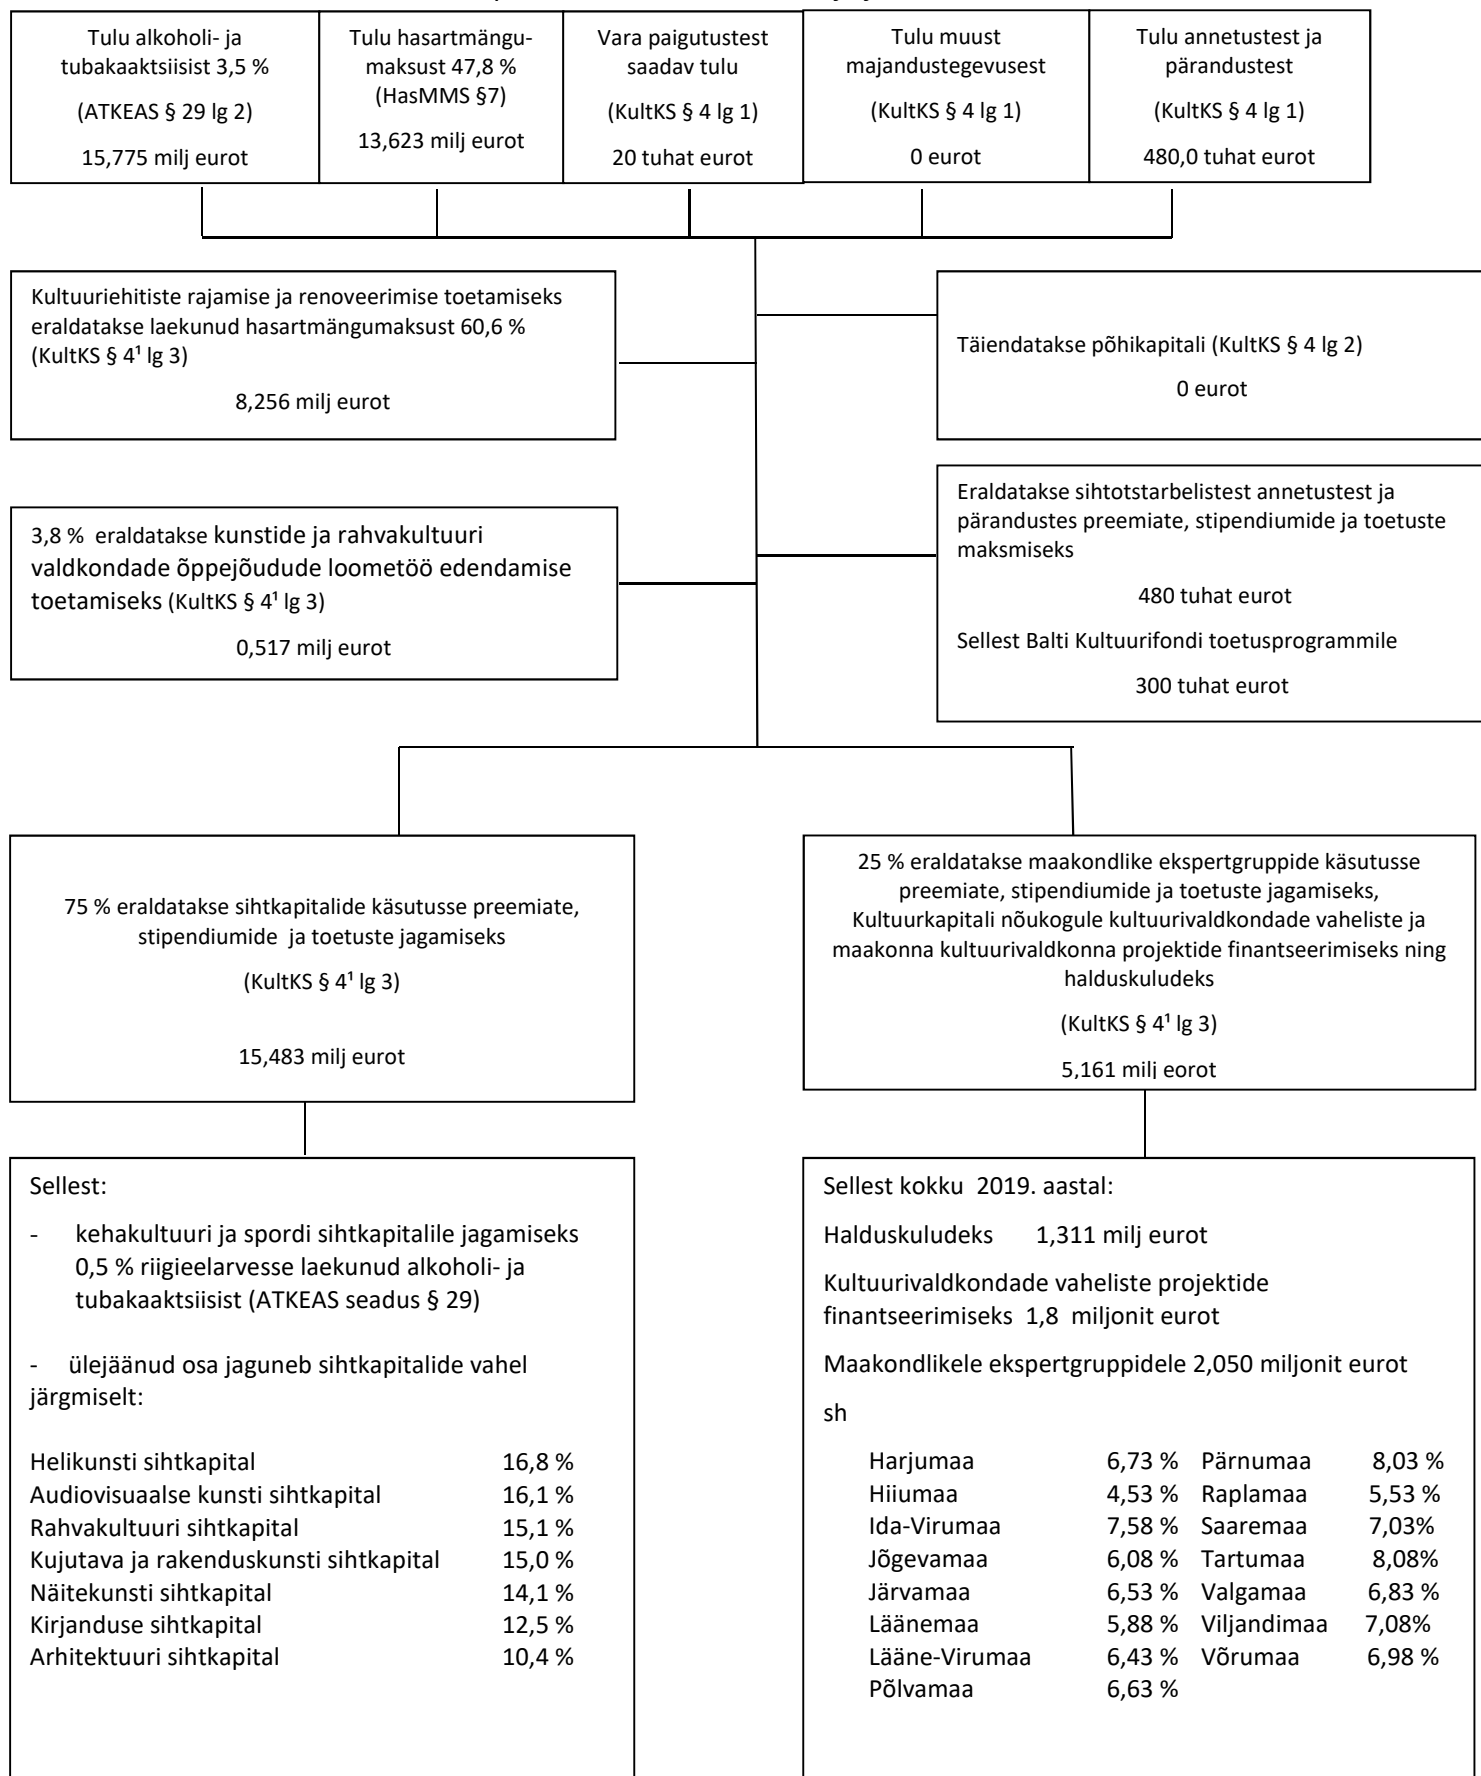 Tulu alkoholi- ja
tubakaaktsiisist 3,5 %
(ATKEAS § 29 lg 2)
15,775 milj eurot
Tulu hasartmängu-
maksust 47,8 %
(HasMMS §7)
13,623 milj eurot
Vara paigutustest
saadav tulu
(KultKS § 4 lg 1)
20 tuhat eurot
Tulu muust
majandustegevusest
(KultKS § 4 lg 1)
0 eurot
Tulu annetustest ja
pärandustest
(KultKS § 4 lg 1)
480,0 tuhat eurot
Kultuuriehitiste rajamise ja renoveerimise toetamiseks
eraldatakse laekunud hasartmängumaksust 60,6 %
(KultKS § 4¹ lg 3)
8,256 milj eurot
Täiendatakse põhikapitali (KultKS § 4 lg 2)
0 eurot
3,8 % eraldatakse kunstide ja rahvakultuuri
valdkondade õppejõudude loometöö edendamise
toetamiseks (KultKS § 4¹ lg 3)
0,517 milj eurot
Eraldatakse sihtotstarbelistest annetustest ja
pärandustes preemiate, stipendiumide ja toetuste
maksmiseks
480 tuhat eurot
Sellest Balti Kultuurifondi toetusprogrammile
300 tuhat eurot
75 % eraldatakse sihtkapitalide käsutusse preemiate,
stipendiumide ja toetuste jagamiseks
(KultKS § 4¹ lg 3)
15,483 milj eurot
25 % eraldatakse maakondlike ekspertgruppide käsutusse
preemiate, stipendiumide ja toetuste jagamiseks,
Kultuurkapitali nõukogule kultuurivaldkondade vaheliste ja
maakonna kultuurivaldkonna projektide finantseerimiseks ning
halduskuludeks
(KultKS § 4¹ lg 3)
5,161 milj eorot
Sellest:
- kehakultuuri ja spordi sihtkapitalile jagamiseks
0,5 % riigieelarvesse laekunud alkoholi- ja
tubakaaktsiisist (ATKEAS seadus § 29)
- ülejäänud osa jaguneb sihtkapitalide vahel
järgmiselt:
Helikunsti sihtkapital 16,8 %
Audiovisuaalse kunsti sihtkapital 16,1 %
Rahvakultuuri sihtkapital 15,1 %
Kujutava ja rakenduskunsti sihtkapital 15,0 %
Näitekunsti sihtkapital 14,1 %
Kirjanduse sihtkapital 12,5 %
Arhitektuuri sihtkapital 10,4 %
Sellest kokku 2019. aastal:
Halduskuludeks 1,311 milj eurot
Kultuurivaldkondade vaheliste projektide
finantseerimiseks 1,8 miljonit eurot
Maakondlikele ekspertgruppidele 2,050 miljonit eurot
sh
Harjumaa 6,73 % Pärnumaa 8,03 %
Hiiumaa 4,53 % Raplamaa 5,53 %
Ida-Virumaa 7,58 % Saaremaa 7,03%
Jõgevamaa 6,08 % Tartumaa 8,08%
Järvamaa 6,53 % Valgamaa 6,83 %
Läänemaa 5,88 % Viljandimaa 7,08%
Lääne-Virumaa 6,43 % Võrumaa 6,98 %
Põlvamaa 6,63 %